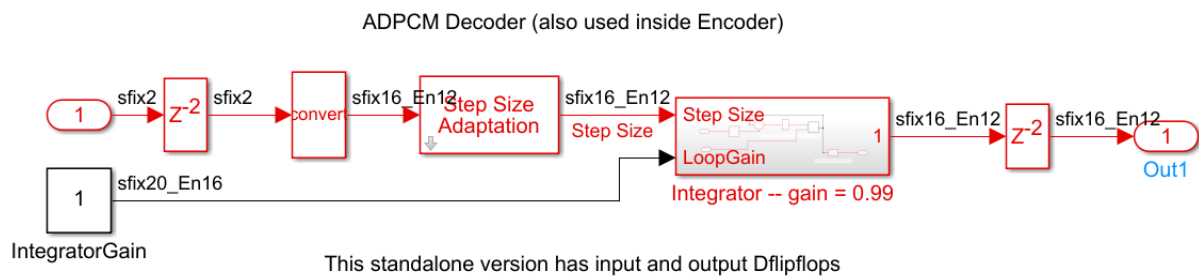 ADPCM Decoder (also used inside Encoder)
1
sfix2
Z-2
sfix2
convert
sfix16_En12
Step Size
Adaptation
sfix16_En12
Step Size
Step Size
LoopGain
1
Integrator -- gain = 0.99
sfix16_En12
Z-2
sfix16_En12
1
Out1
1
sfix20_En16
IntegratorGain
This standalone version has input and output Dflipflops